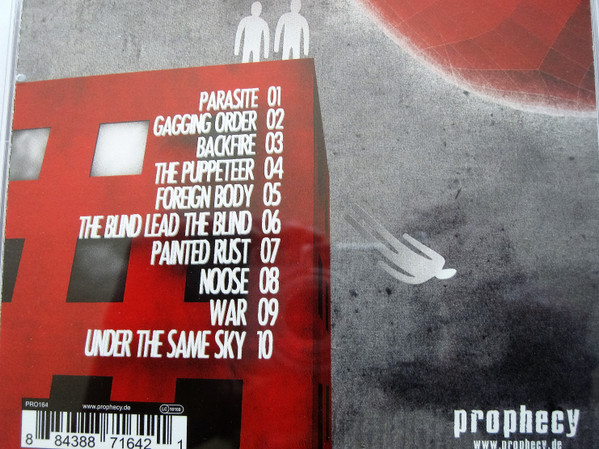 PARASITE 01
GAGGING ORDER 02
BACKFIRE 03
THE PUPPETEER 04
FOREIGN BODY 05
THE BLIND LEAD THE BLIND 06
PAINTED RUST 07
NOOSE 08
WAR 09
UNDER THE SAME SKY 10
PRO164 www.prophecy.de
8 84388 71642 1
prophecy
www.prophecy.de